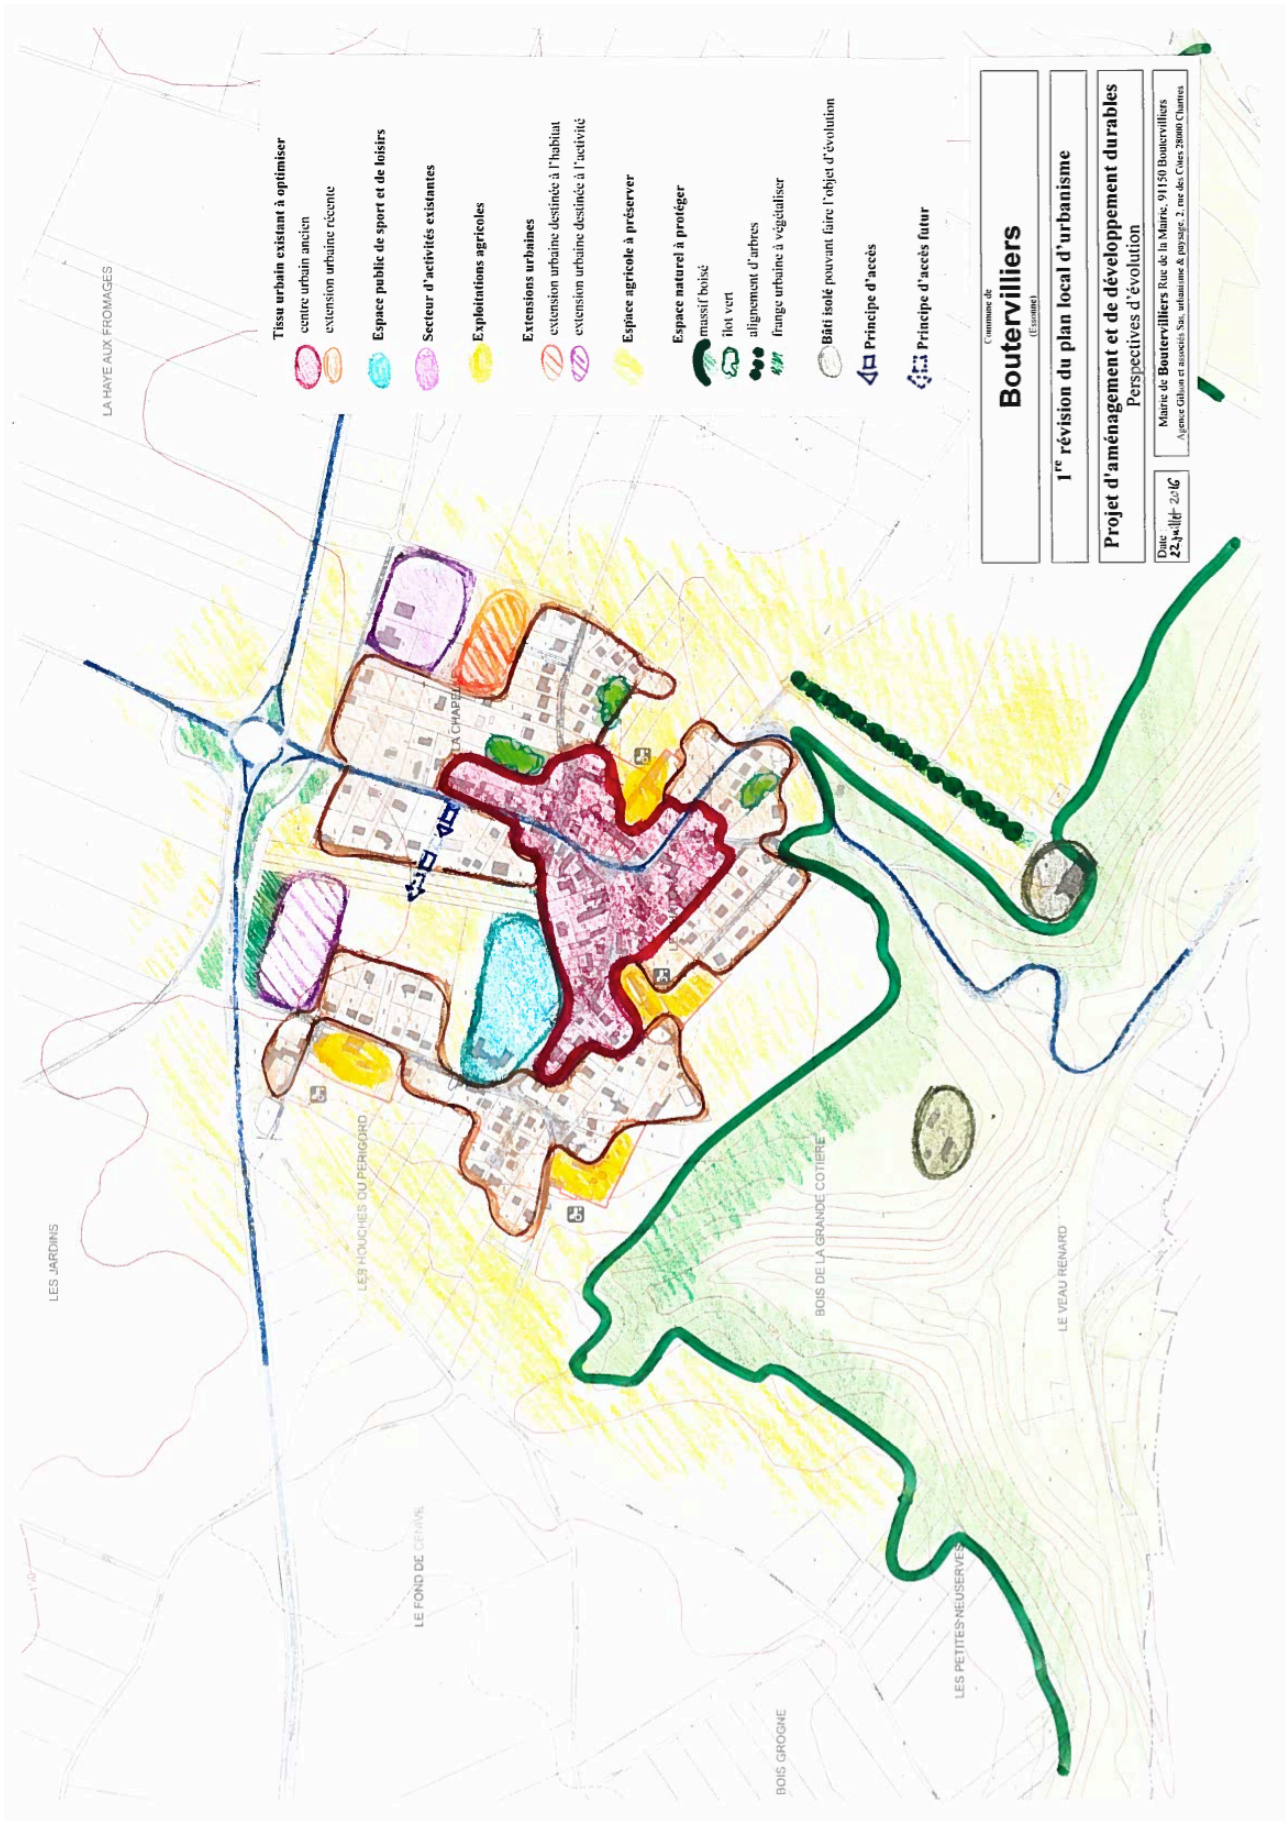 Tissu urbain existant à optimiser
centre urbain ancien
extension urbaine récente
Espace public de sport et de loisirs
Secteur d'activités existantes
Exploitations agricoles
Extensions urbaines
extension urbaine destinée à l'habitat
extension urbaine destinée à l'activité
Espace agricole à préserver
Espace naturel à protéger
massif boisé
îlot vert
alignement d'arbres
frange urbaine à végétaliser
Bâti isolé pouvant faire l'objet d'évolution
Principe d'accès
Principe d'accès futur
Commune de
Boutervilliers
(Essonne)
1re révision du plan local d'urbanisme
Projet d'aménagement et de développement durables
Perspectives d'évolution
Date :
22 juillet 2016
Mairie de Boutervilliers Rue de la Mairie, 91150 Boutervilliers
Agence Gilson et associés Sas, urbanisme & paysage, 2, rue des Côtes 28000 Chartres
LA HAYE AUX FROMAGES
LES JARDINS
LES HOUCHES DU PERIGORD
LE FOND DE CENIVE
BOIS DE LA GRANDE COTIERE
LE VEAU RENARD
LES PETITES NEUSERVES
BOIS GROGNE